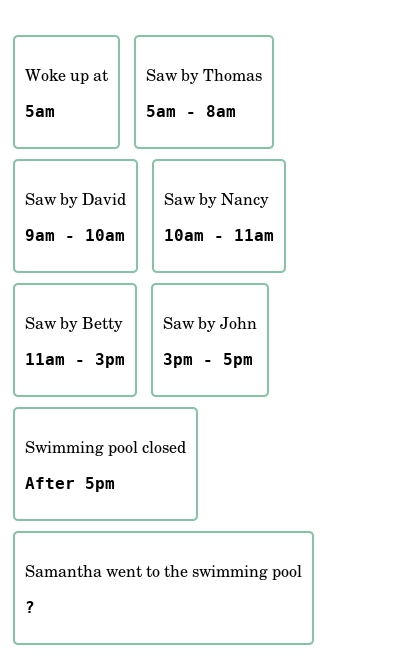 Woke up at
5am
Saw by Thomas
5am - 8am
Saw by David
9am - 10am
Saw by Nancy
10am - 11am
Saw by Betty
11am - 3pm
Saw by John
3pm - 5pm
Swimming pool closed
After 5pm
Samantha went to the swimming pool
?